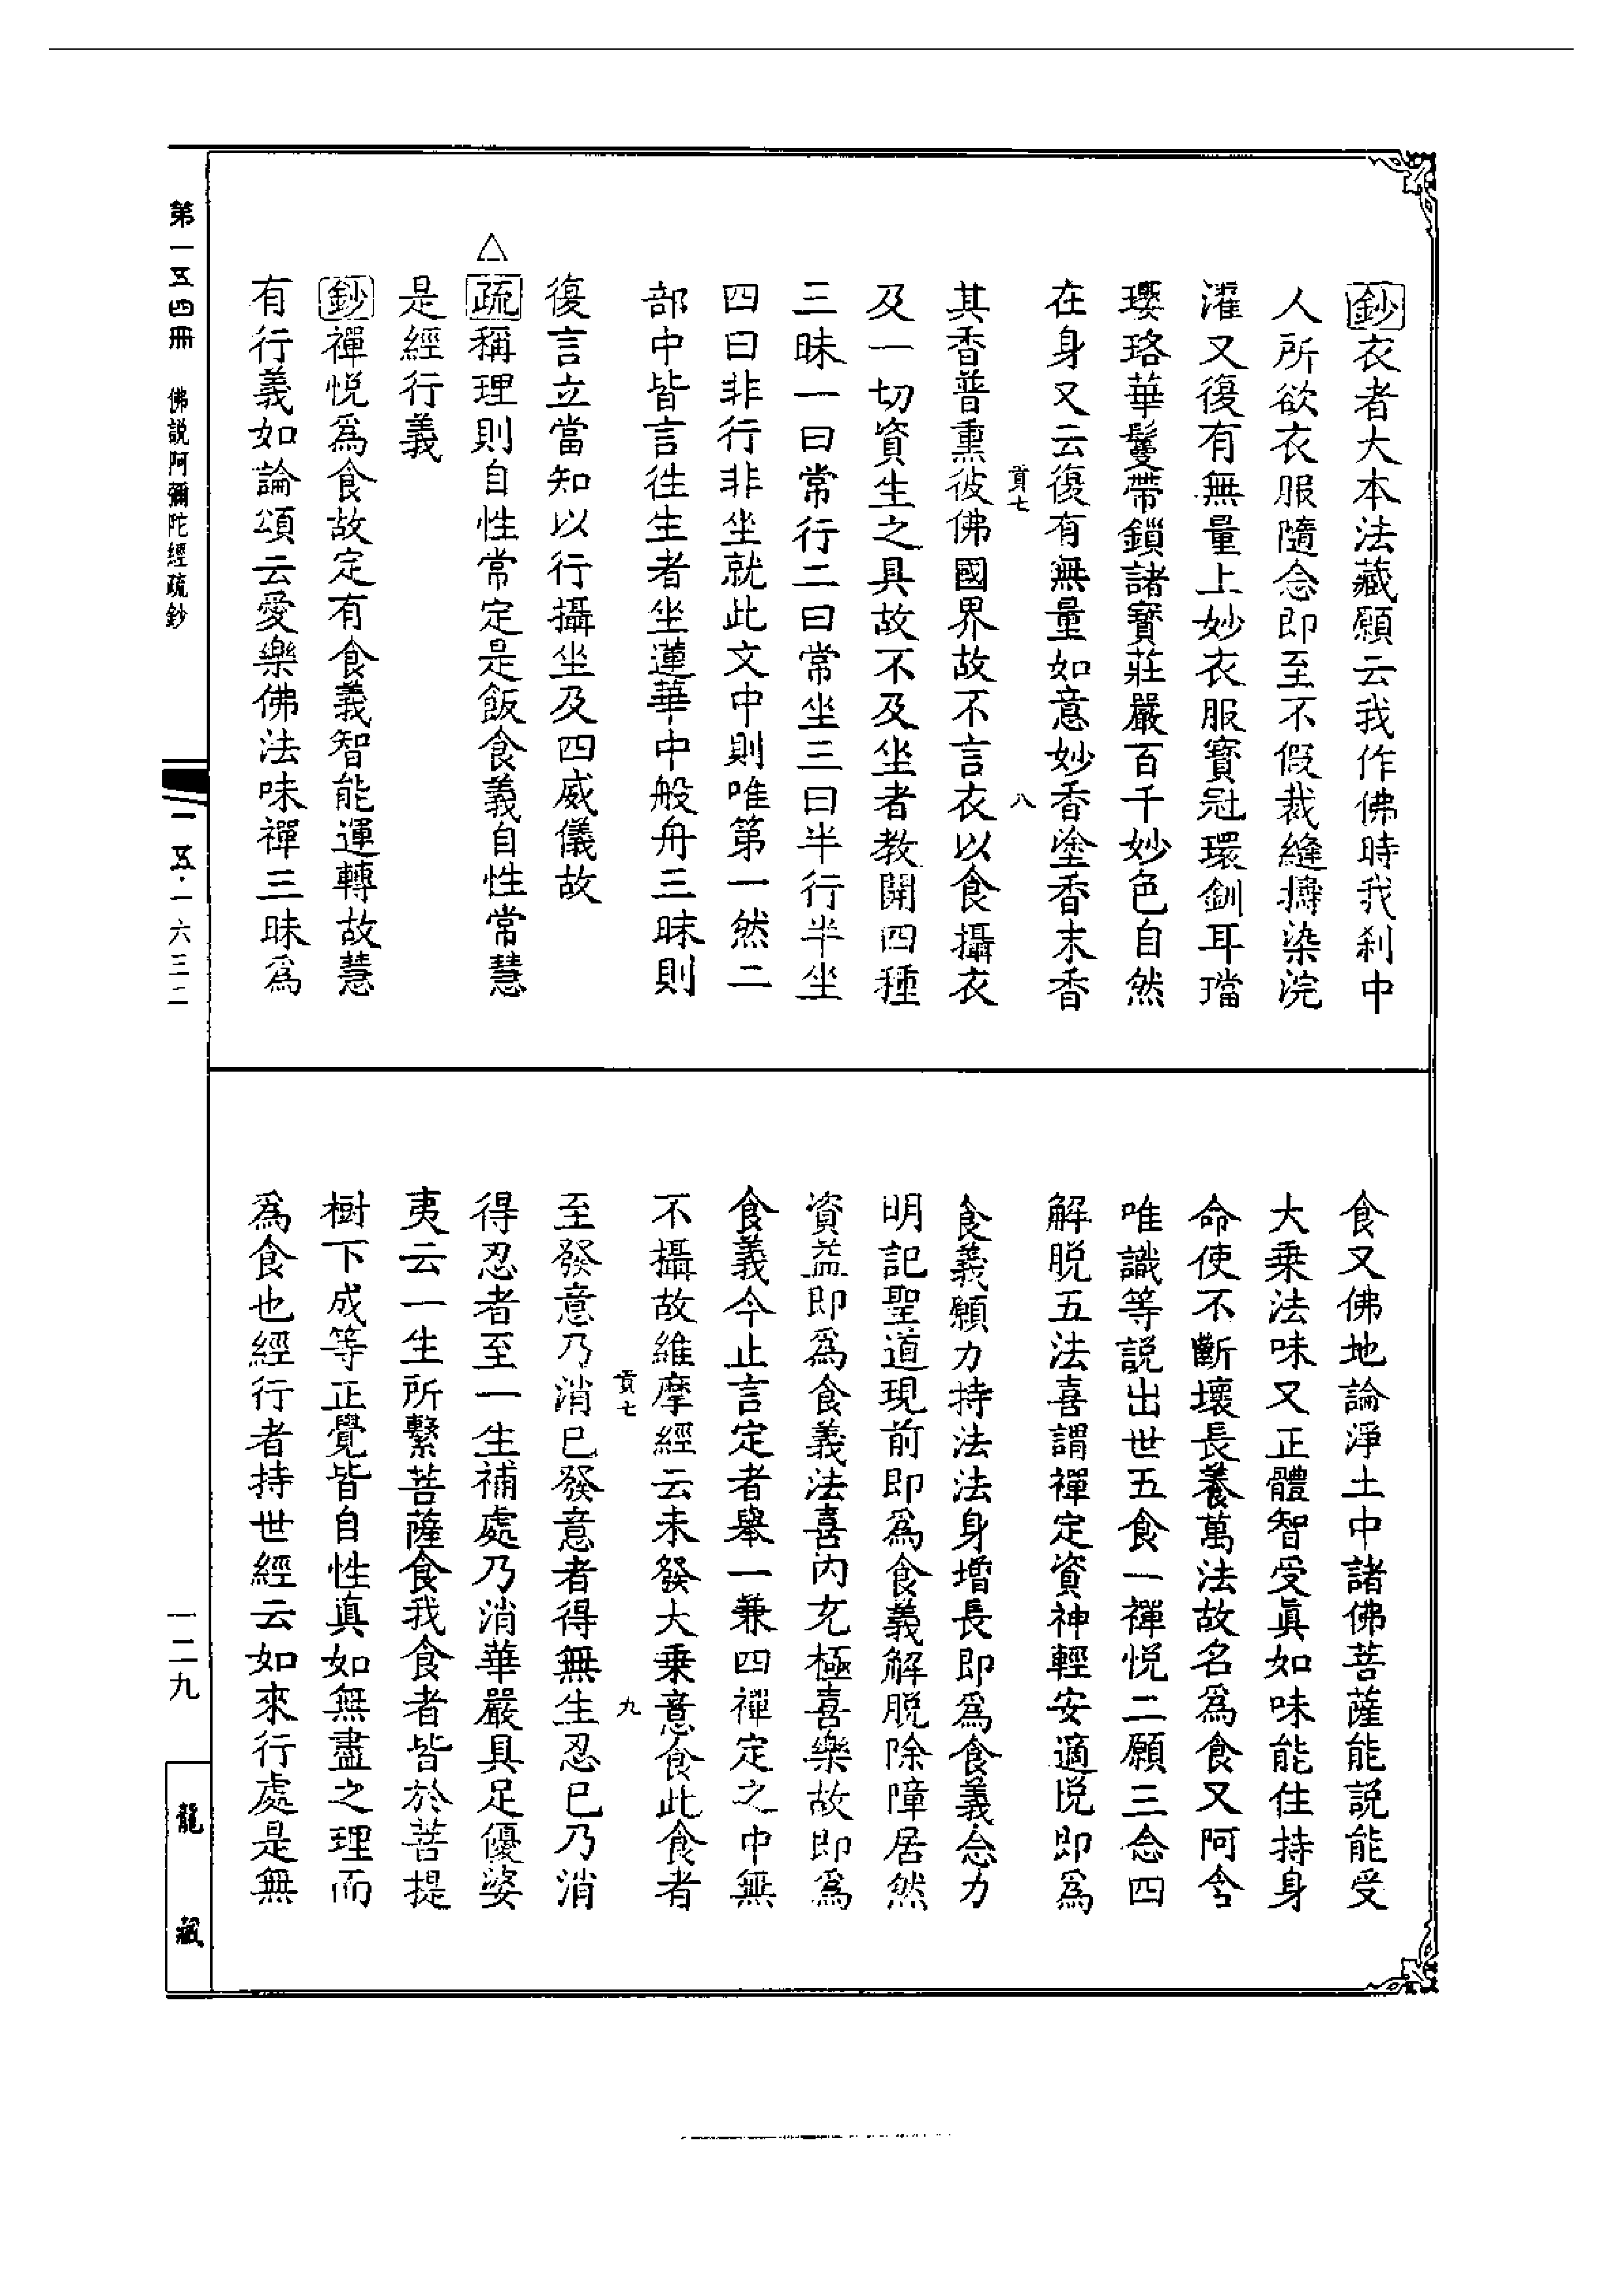 鈔衣者大本法藏願云我作佛時我刹中
人所欲衣服隨念即至不假裁縫擣染浣
濯又復有無量上妙衣服寶冠環釧耳璫
瓔珞華鬘帶鎖諸寶莊嚴百千妙色自然
在身又云復有無量如意妙香塗香末香
貢七
八
其香普熏彼佛國界故不言衣以食攝衣
及一切資生之具故不及坐者教開四種
三昧一曰常行二曰常坐三曰半行半坐
四曰非行非坐就此文中則唯第一然二
部中皆言徃生者坐蓮華中般舟三昧則
復言立當知以行攝坐及四威儀故
△疏稱理則自性常定是飯食義自性常慧
是經行義
鈔禪悅爲食故定有食義智能運轉故慧
有行義如論頌云愛樂佛法味禪三昧爲
食又佛地論淨土中諸佛菩薩能說能受
大乘法味又正體智受眞如味能住持身
命使不斷壞長養萬法故名爲食又阿含
唯識等說出世五食一禪悅二願三念四
解脫五法喜謂禪定資神輕安適悅即爲
食義願力持法法身增長即爲食義念力
明記聖道現前即爲食義解脫除障居然
資益即爲食義法喜內充極喜樂故即爲
食義今止言定者舉一兼四禪定之中無
不攝故維摩經云未發大乘意食此食者
貢七
九
至發意乃消已發意者得無生忍已乃消
得忍者至一生補處乃消華嚴具足優婆
夷云一生所繫菩薩食我食者皆於菩提
樹下成等正覺皆自性真如無盡之理而
爲食也經行者持世經云如來行處是無
第一五四冊　佛説阿彌陀經疏鈔
一五·一六三二
一二九
龍藏